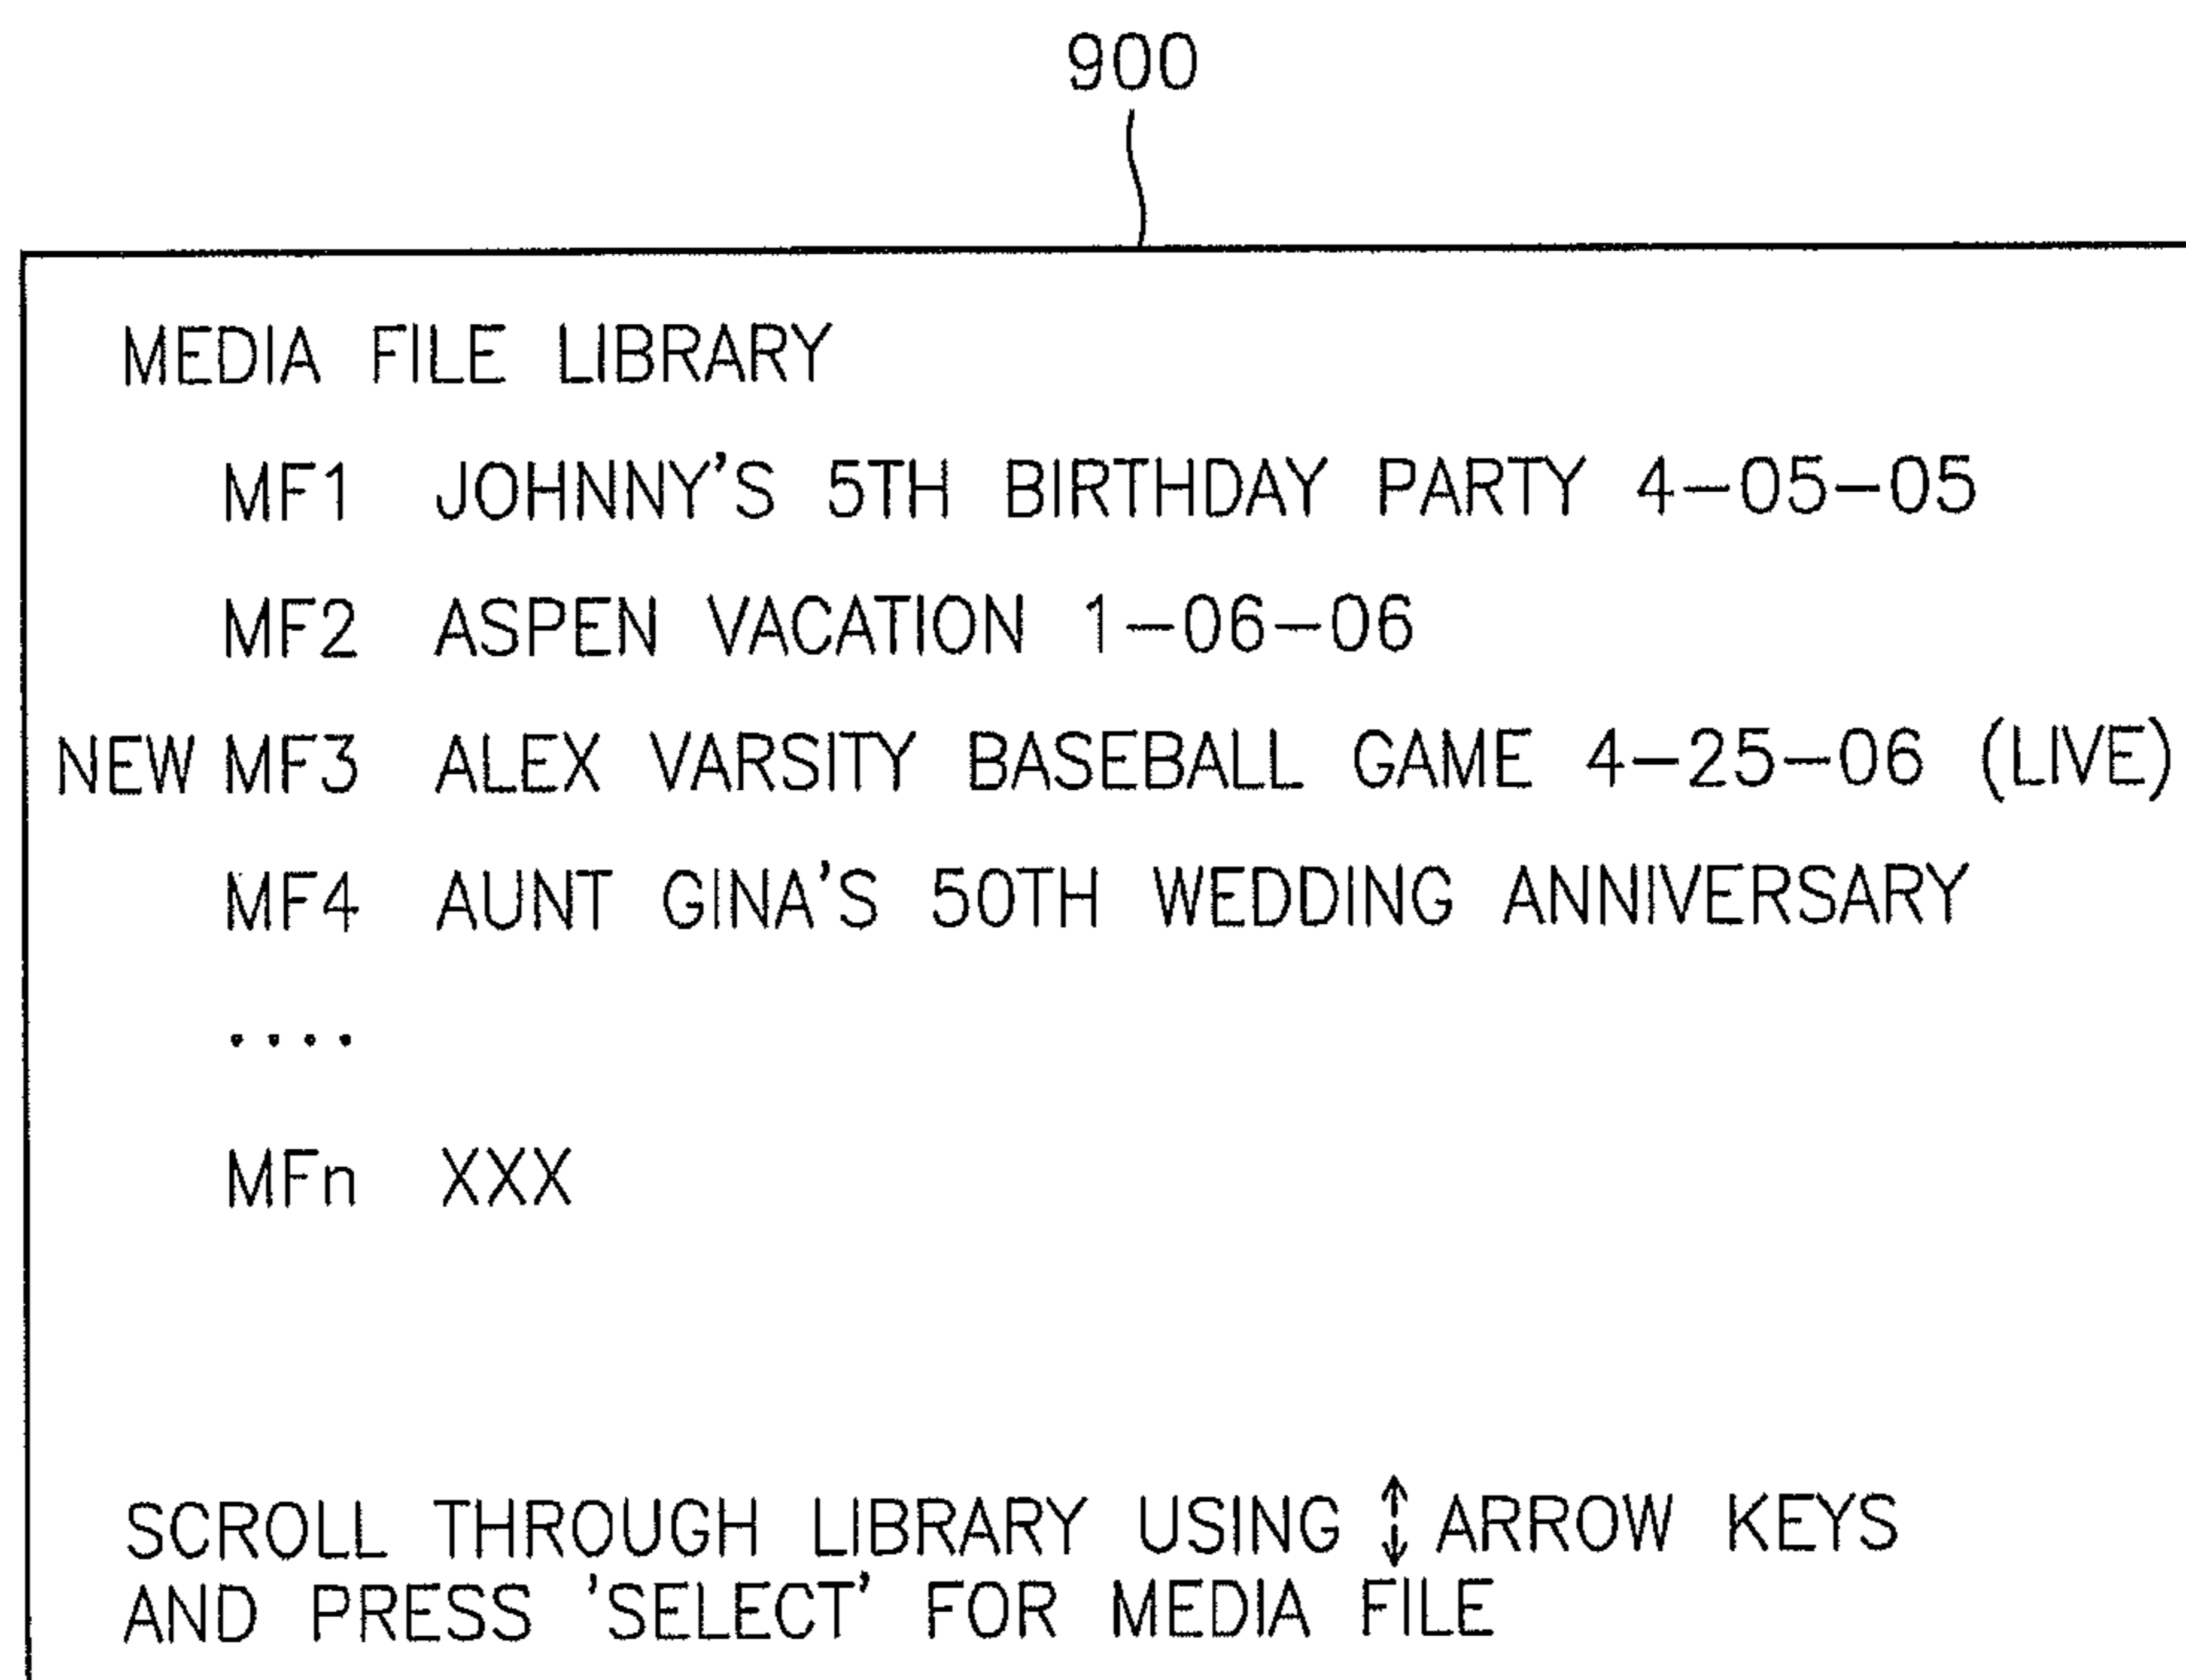 900
MEDIA FILE LIBRARY
MF1 JOHNNY'S 5TH BIRTHDAY PARTY 4-05-05
MF2 ASPEN VACATION 1-06-06
NEW MF3 ALEX VARSITY BASEBALL GAME 4-25-06 (LIVE)
MF4 AUNT GINA'S 50TH WEDDING ANNIVERSARY
....
MFn XXX
SCROLL THROUGH LIBRARY USING ↕ ARROW KEYS
AND PRESS 'SELECT' FOR MEDIA FILE